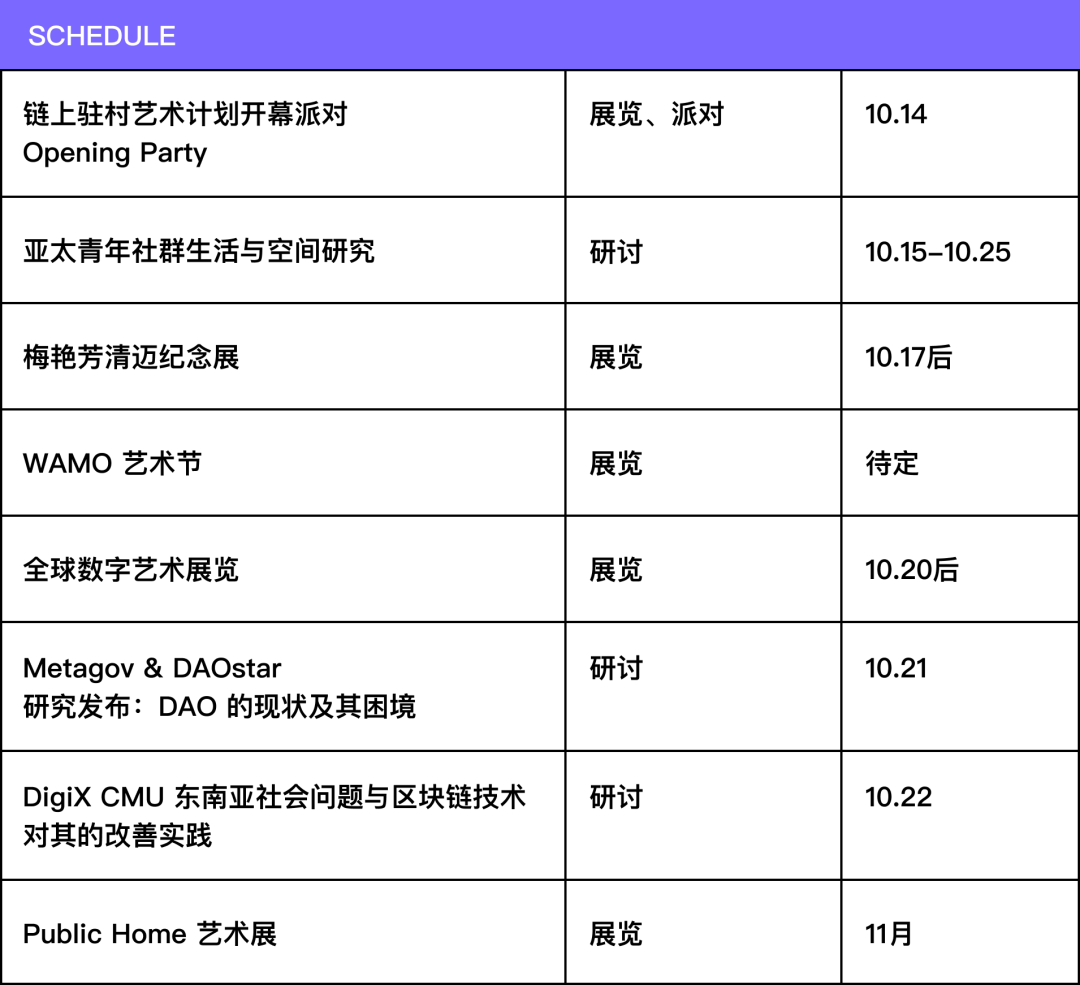 SCHEDULE
链上驻村艺术计划开幕派对
Opening Party
展览、派对
10.14
亚太青年社群生活与空间研究
研讨
10.15–10.25
梅艳芳清迈纪念展
展览
10.17后
WAMO 艺术节
展览
待定
全球数字艺术展览
展览
10.20后
Metagov & DAOstar
研究发布：DAO 的现状及其困境
研讨
10.21
DigiX CMU 东南亚社会问题与区块链技术
对其的改善实践
研讨
10.22
Public Home 艺术展
展览
11月